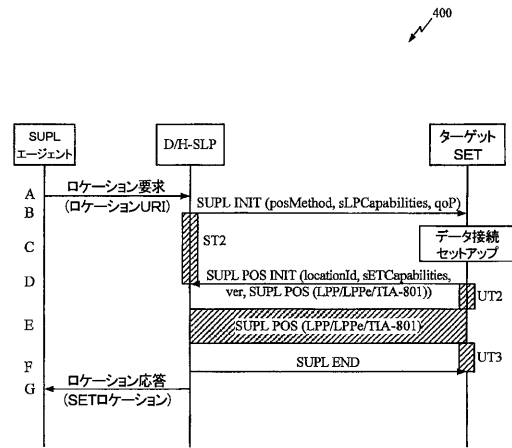 400
SUPL
エージェント
D/H-SLP
ターゲット
SET
A
ロケーション要求
(ロケーションURI)
B
SUPL INIT (posMethod, sLPCapabilities, qoP)
C
ST2
データ接続
セットアップ
D
SUPL POS INIT (locationId, sETCapabilities,
ver, SUPL POS (LPP/LPPe/TIA-801))
UT2
E
SUPL POS (LPP/LPPe/TIA-801)
F
SUPL END
UT3
G
ロケーション応答
(SETロケーション)